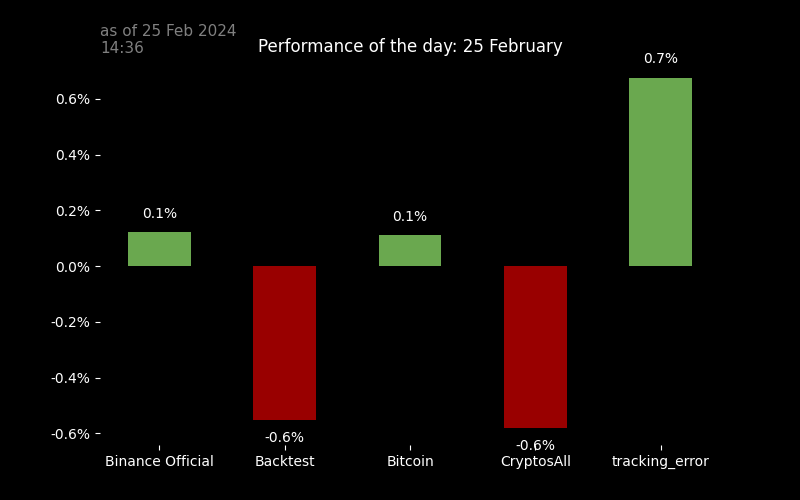 as of 25 Feb 2024
14:36
Performance of the day: 25 February
0.7%
0.6%
0.4%
0.2%
0.1%
0.1%
0.0%
-0.2%
-0.4%
-0.6%
-0.6%
-0.6%
Binance Official
Backtest
Bitcoin
CryptosAll
tracking_error